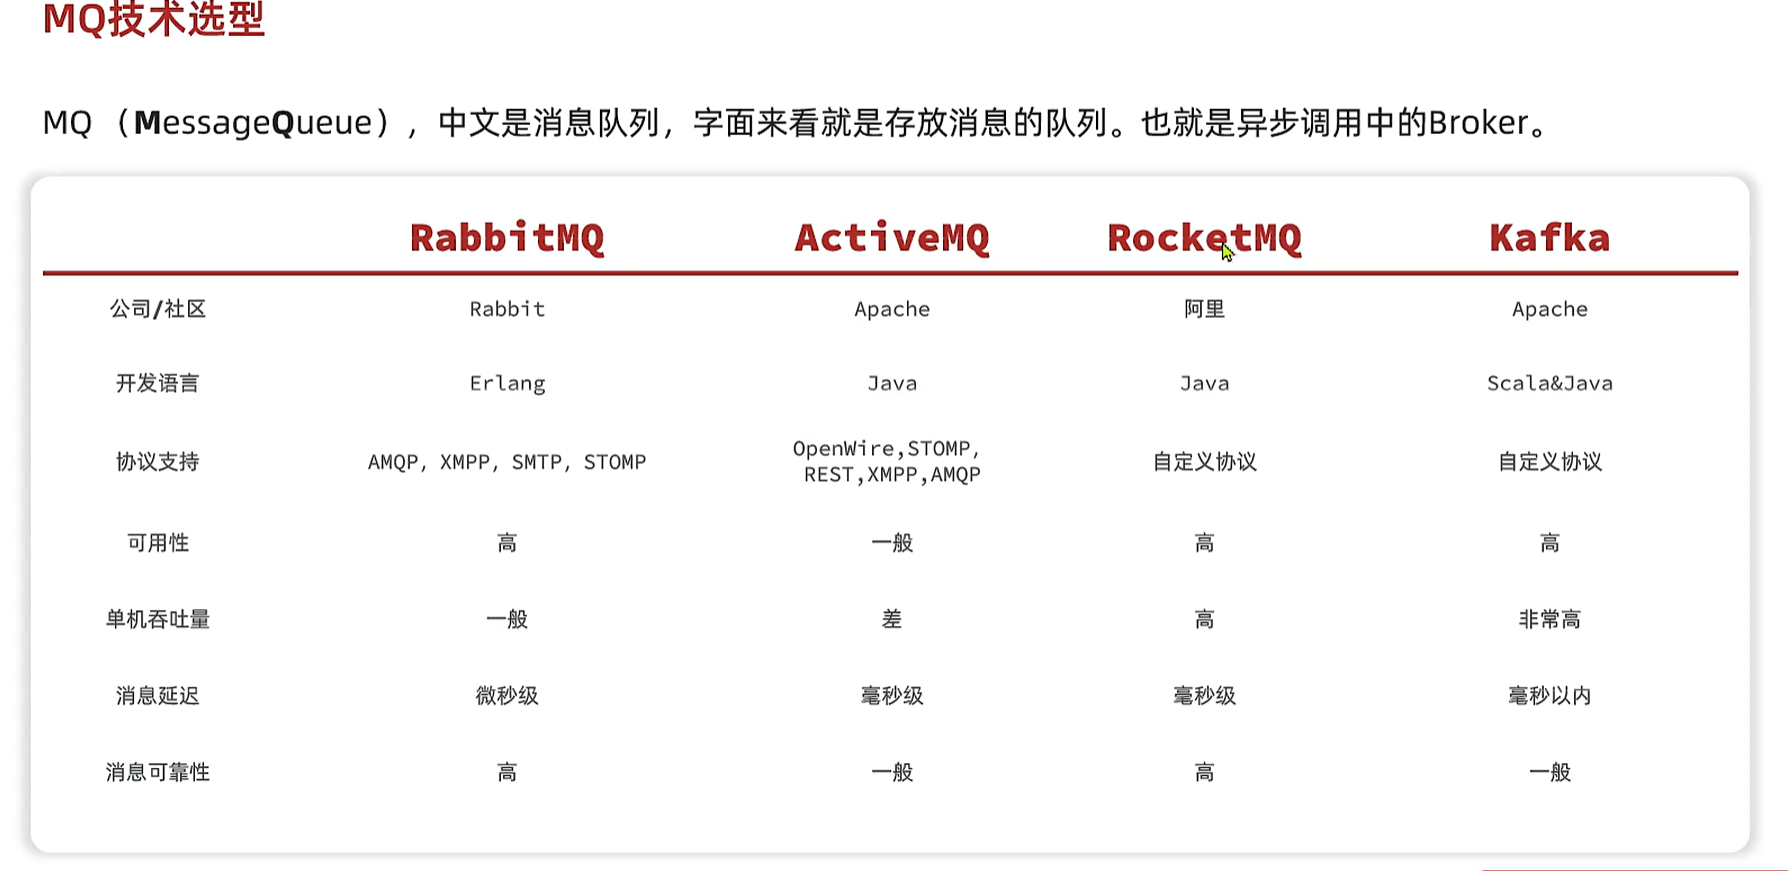 MQ技术选型
MQ（MessageQueue），中文是消息队列，字面来看就是存放消息的队列。也就是异步调用中的Broker。
RabbitMQ ActiveMQ RocketMQ Kafka
公司/社区 Rabbit Apache 阿里 Apache
开发语言 Erlang Java Java Scala&Java
协议支持 AMQP, XMPP, SMTP, STOMP OpenWire,STOMP, REST,XMPP,AMQP 自定义协议 自定义协议
可用性 高 一般 高 高
单机吞吐量 一般 差 高 非常高
消息延迟 微秒级 毫秒级 毫秒级 毫秒以内
消息可靠性 高 一般 高 一般